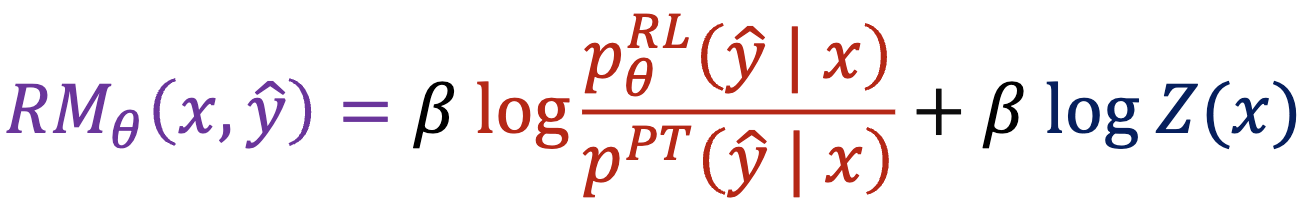 RM_θ(x, ŷ) = β log p_θ^{RL}(ŷ | x) / p^{PT}(ŷ | x) + β log Z(x)